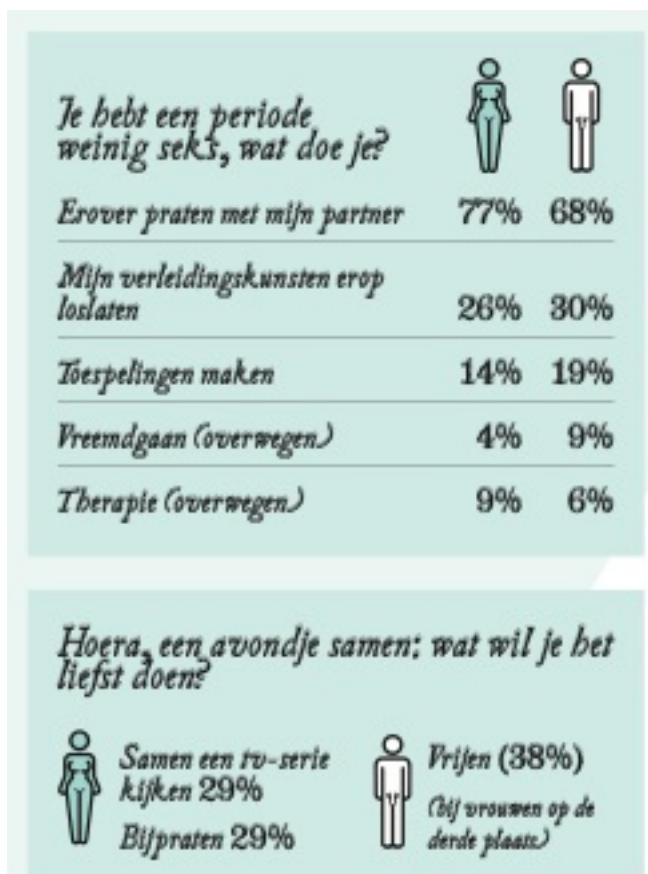 Je hebt een periode
weinig seks, wat doe je?
Erover praten met mijn partner 77% 68%
Mijn verleidingskunsten erop
loslaten 26% 30%
Toespelingen maken 14% 19%
Vreemdgaan (overwegen) 4% 9%
Therapie (overwegen) 9% 6%
Hoera, een avondje samen: wat wil je het
liefst doen?
Samen een tv-serie
kijken 29%
Bijpraten 29%
Vrijen (38%)
(bij vrouwen op de
derde plaats)